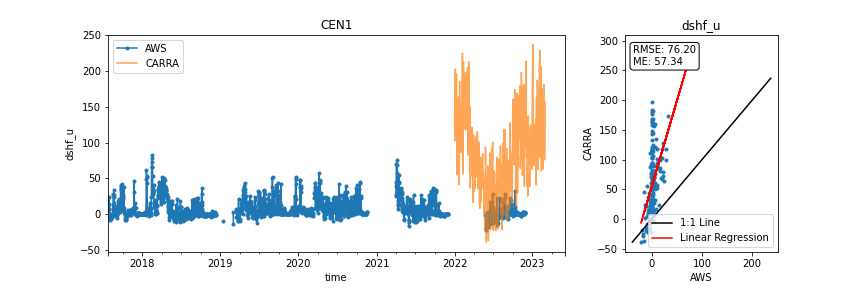 CEN1
dshf_u
250
200
150
100
50
0
−50
AWS
CARRA
2018
2019
2020
2021
2022
2023
time
dshf_u
dshf_u
300
250
200
150
100
50
0
−50
CARRA
RMSE: 76.20
ME: 57.34
1:1 Line
Linear Regression
0
100
200
AWS